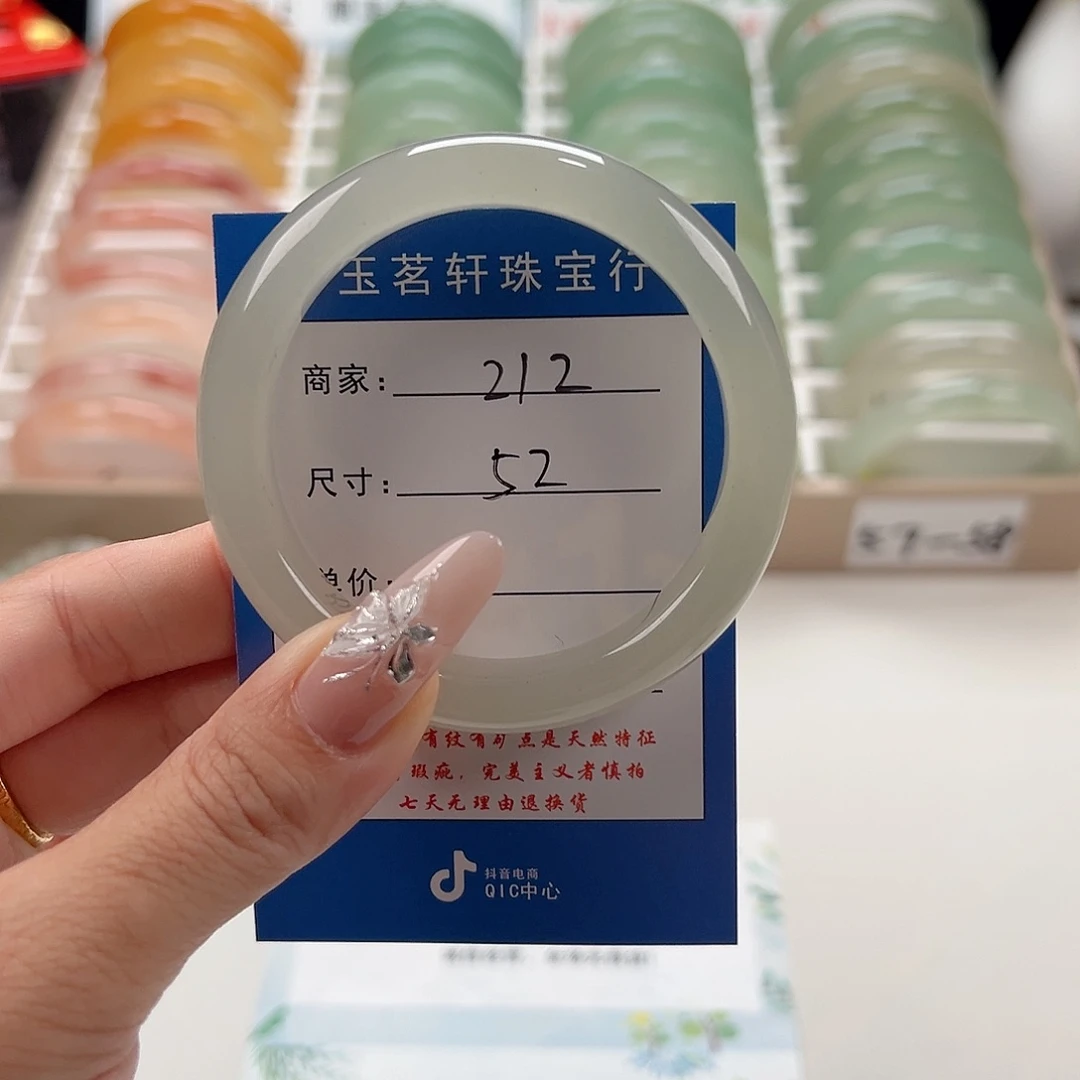 玉茗轩珠宝行
商家：212
尺寸：52
单价：
有纹有矿点是天然特征
瑕疵，完美主义者慎拍
七天无理由退换货
抖音电商
QIC中心